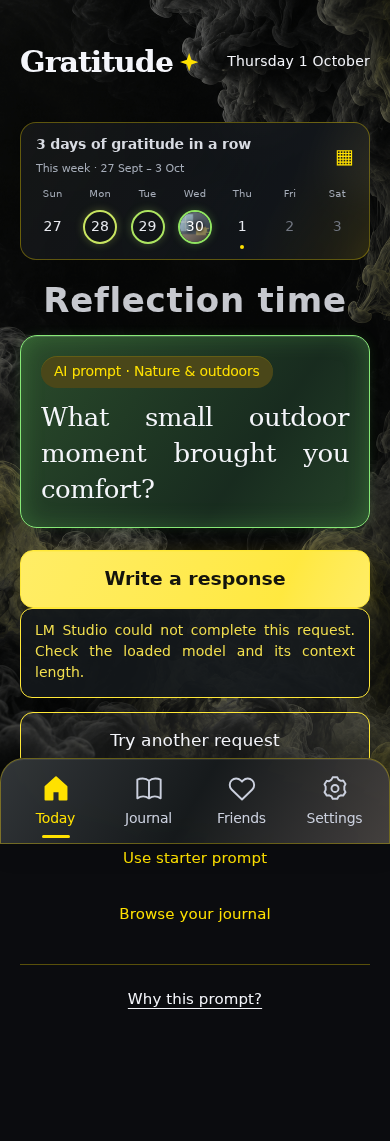 Gratitude
Thursday 1 October
3 days of gratitude in a row
This week · 27 Sept – 3 Oct
Sun Mon Tue Wed Thu Fri Sat
27 28 29 30 1 2 3
Reflection time
AI prompt · Nature & outdoors
What small outdoor
moment brought you
comfort?
Write a response
LM Studio could not complete this request.
Check the loaded model and its context
length.
Try another request
Today Journal Friends Settings
Use starter prompt
Browse your journal
Why this prompt?